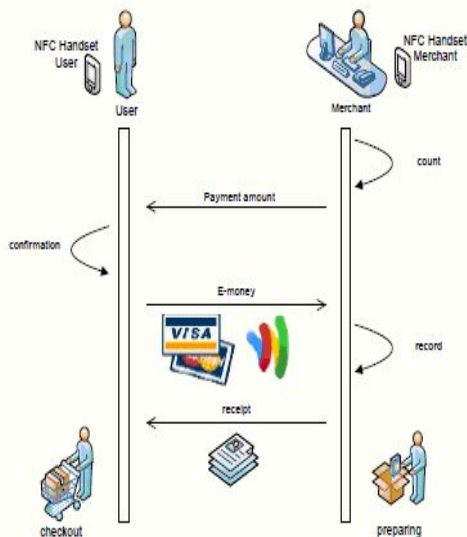 NFC Handset
User
NFC Handset
Merchant
User
Merchant
count
Payment amount
confirmation
E-money
VISA
record
receipt
checkout
preparing